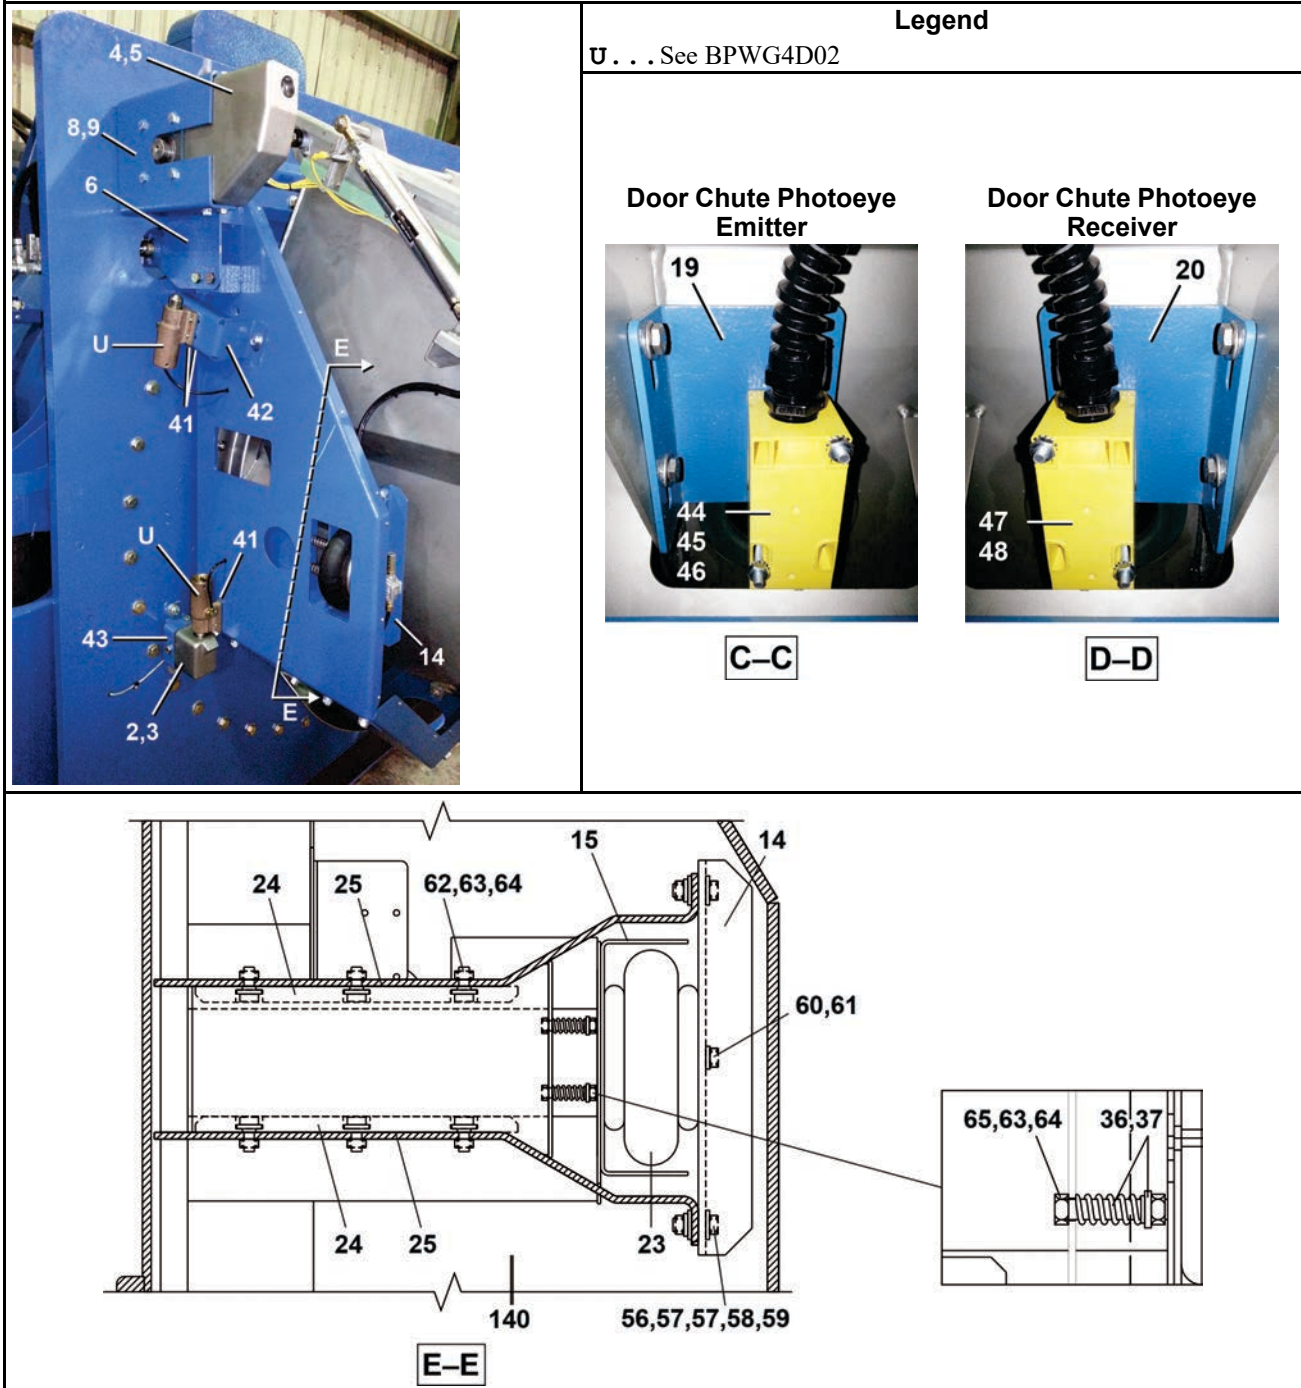 Legend
U... See BPWG4D02
4,5
8,9
6
U
41
42
E
U
41
43
14
E
2,3
Door Chute Photoeye
Emitter
19
44
45
46
C–C
Door Chute Photoeye
Receiver
20
47
48
D–D
15
14
24
25
62,63,64
60,61
65,63,64
36,37
24
25
23
140
56,57,57,58,59
E–E